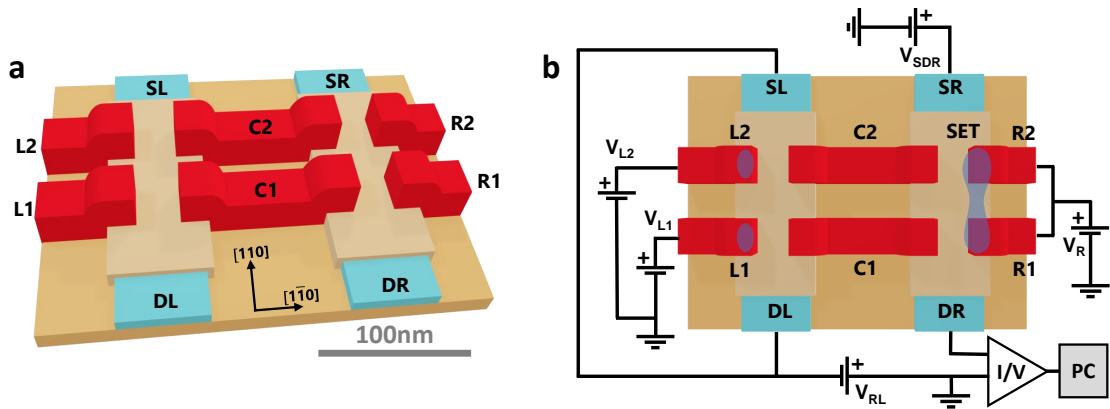 a
SL
SR
C2
R2
L2
C1
R1
L1
[110]
[11̄0]
DL
DR
100nm
b
V_SDR
SL
SR
SET
L2
C2
R2
V_L2
V_L1
V_R
L1
C1
R1
DL
DR
V_RL
I/V
PC
+
+
+
+
+